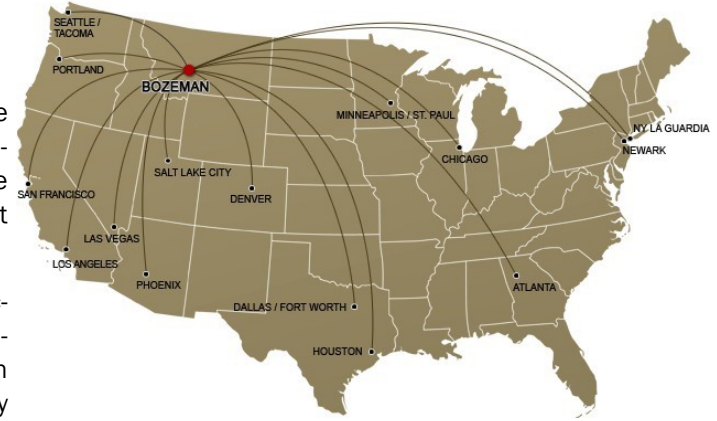 SEATTLE /
TACOMA
PORTLAND
BOZEMAN
MINNEAPOLIS / ST. PAUL
NY LA GUARDIA
NEWARK
CHICAGO
SALT LAKE CITY
DENVER
SAN FRANCISCO
LAS VEGAS
LOS ANGELES
PHOENIX
ATLANTA
DALLAS / FORT WORTH
HOUSTON